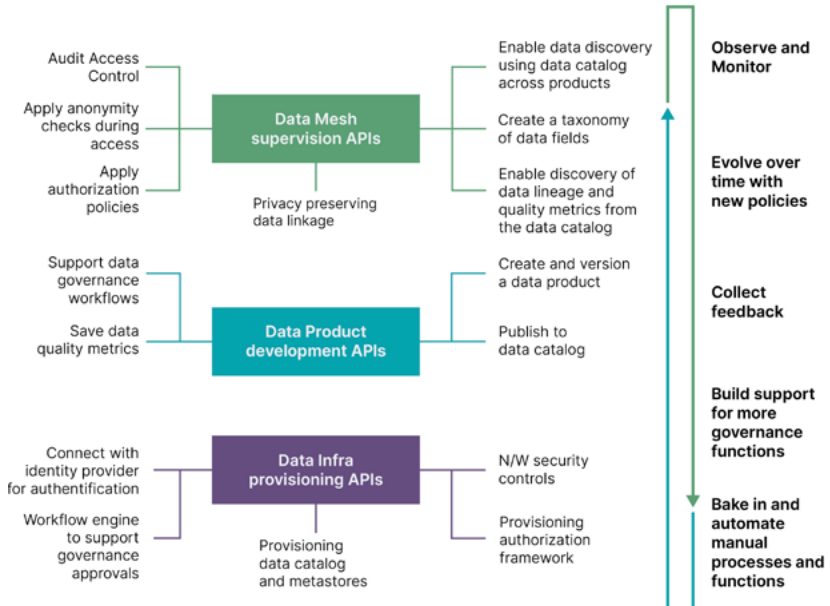 Audit Access
Control
Apply anonymity
checks during
access
Apply
authorization
policies
Data Mesh
supervision APIs
Privacy preserving
data linkage
Enable data discovery
using data catalog
across products
Create a taxonomy
of data fields
Enable discovery of
data lineage and
quality metrics from
the data catalog
Support data
governance
workflows
Save data
quality metrics
Data Product
development APIs
Create and version
a data product
Publish to
data catalog
Connect with
identity provider
for authentification
Workflow engine
to support
governance
approvals
Data Infra
provisioning APIs
Provisioning
data catalog
and metastores
N/W security
controls
Provisioning
authorization
framework
Observe and
Monitor
Evolve over
time with
new policies
Collect
feedback
Build support
for more
governance
functions
Bake in and
automate
manual
processes and
functions